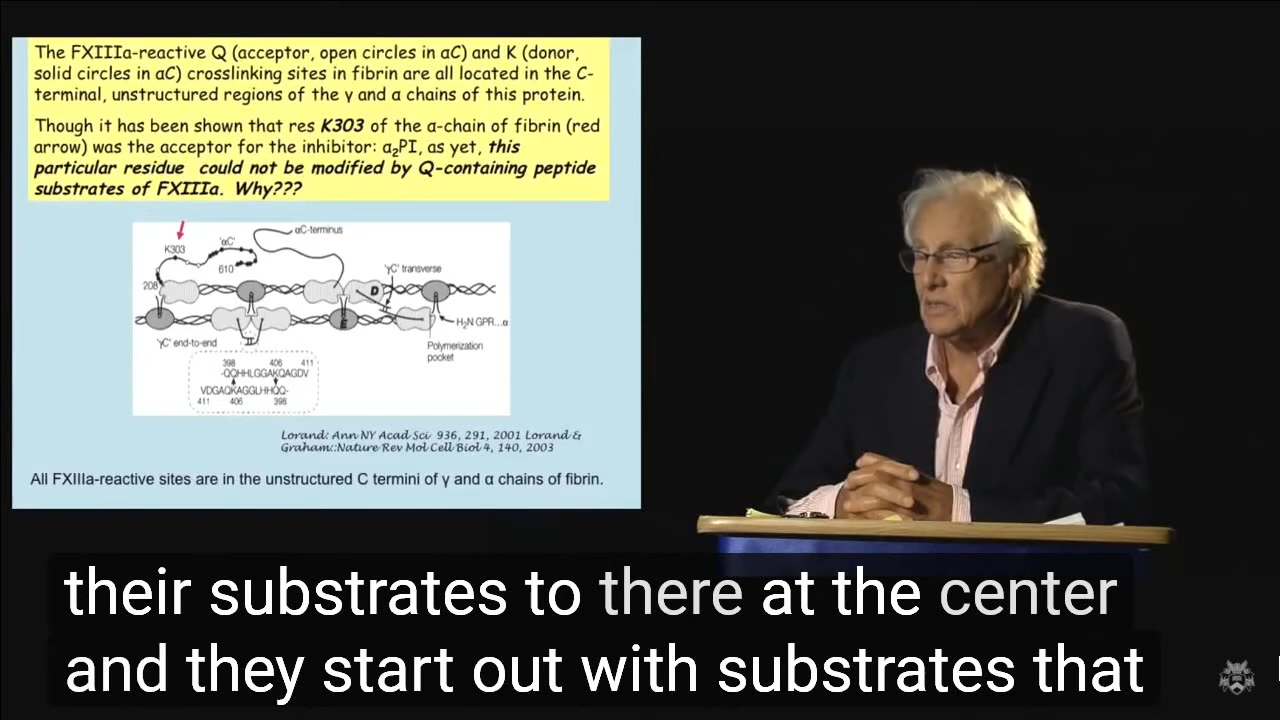 The FXIIIa-reactive Q (acceptor, open circles in αC) and K (donor,
solid circles in αC) crosslinking sites in fibrin are all located in the C-
terminal, unstructured regions of the γ and α chains of this protein.
Though it has been shown that res K303 of the α-chain of fibrin (red
arrow) was the acceptor for the inhibitor: α₂PI, as yet, this
particular residue could not be modified by Q-containing peptide
substrates of FXIIIa. Why???
αC-terminus
K303
'αC'
610
208
'γC' transverse
D
E
H₂N GPR...α
'γC' end-to-end
Polymerization
pocket
398 406 411
-QQHHLGGAKQAGDV
VDGAQKAGGLHHQQ-
411 406 398
Lorand: Ann NY Acad Sci 936, 291, 2001 Lorand &
Graham::Nature Rev Mol Cell Biol 4, 140, 2003
All FXIIIa-reactive sites are in the unstructured C termini of γ and α chains of fibrin.
their substrates to there at the center
and they start out with substrates that